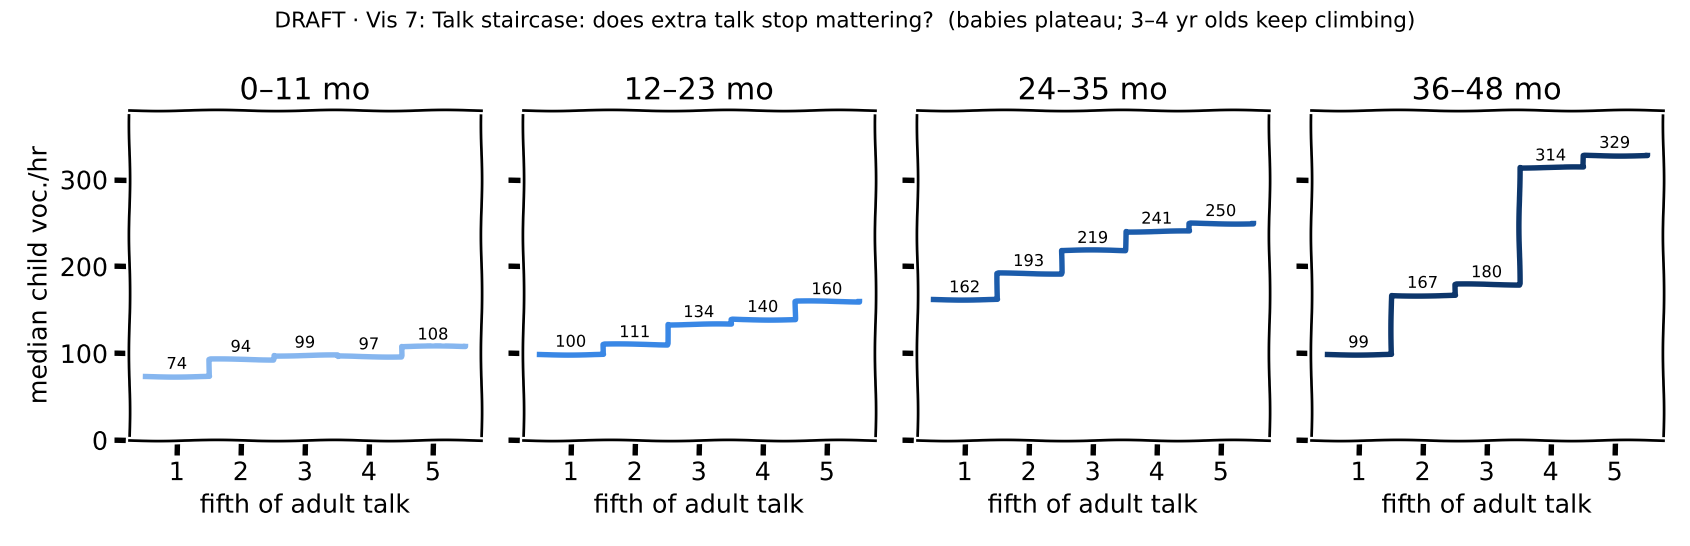 DRAFT · Vis 7: Talk staircase: does extra talk stop mattering?  (babies plateau; 3–4 yr olds keep climbing)
0–11 mo
median child voc./hr
300
200
100
0
74
94
99
97
108
1 2 3 4 5
fifth of adult talk
12–23 mo
100
111
134
140
160
1 2 3 4 5
fifth of adult talk
24–35 mo
162
193
219
241
250
1 2 3 4 5
fifth of adult talk
36–48 mo
99
167
180
314
329
1 2 3 4 5
fifth of adult talk